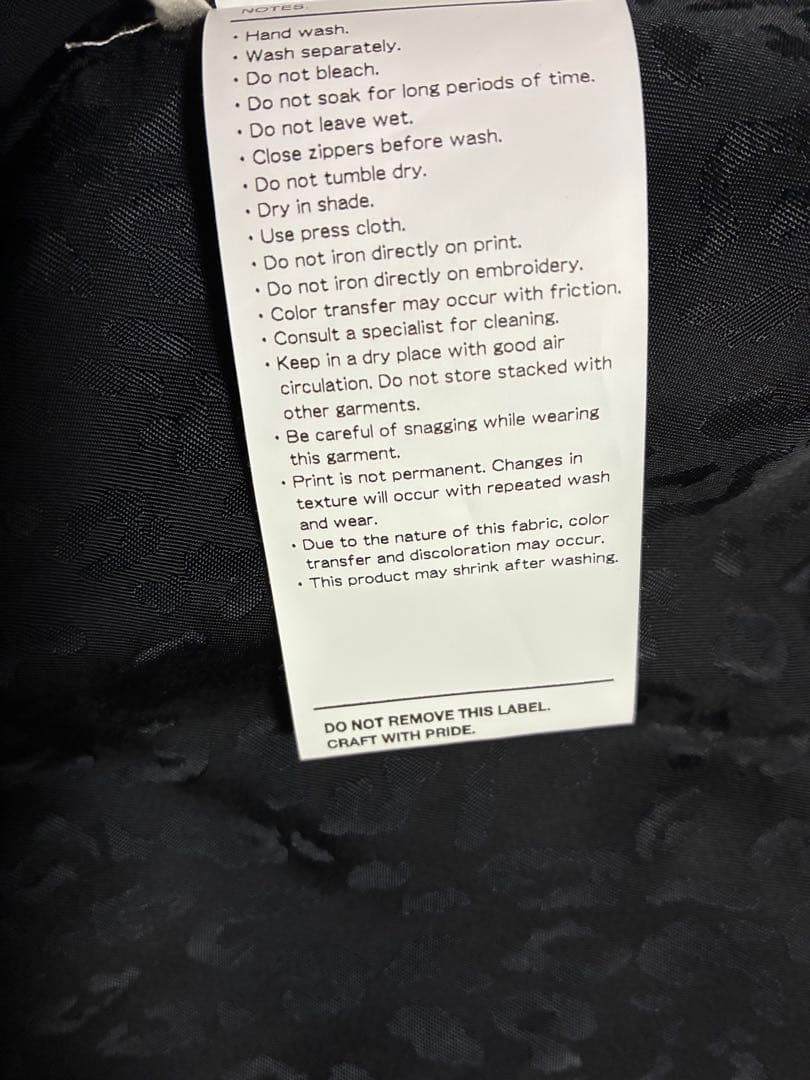 NOTES.
• Hand wash.
• Wash separately.
• Do not bleach.
• Do not soak for long periods of time.
• Do not leave wet.
• Close zippers before wash.
• Do not tumble dry.
• Dry in shade.
• Use press cloth.
• Do not iron directly on print.
• Do not iron directly on embroidery.
• Color transfer may occur with friction.
• Consult a specialist for cleaning.
• Keep in a dry place with good air
circulation. Do not store stacked with
other garments.
• Be careful of snagging while wearing
this garment.
• Print is not permanent. Changes in
texture will occur with repeated wash
and wear.
• Due to the nature of this fabric, color
transfer and discoloration may occur.
• This product may shrink after washing.
DO NOT REMOVE THIS LABEL.
CRAFT WITH PRIDE.